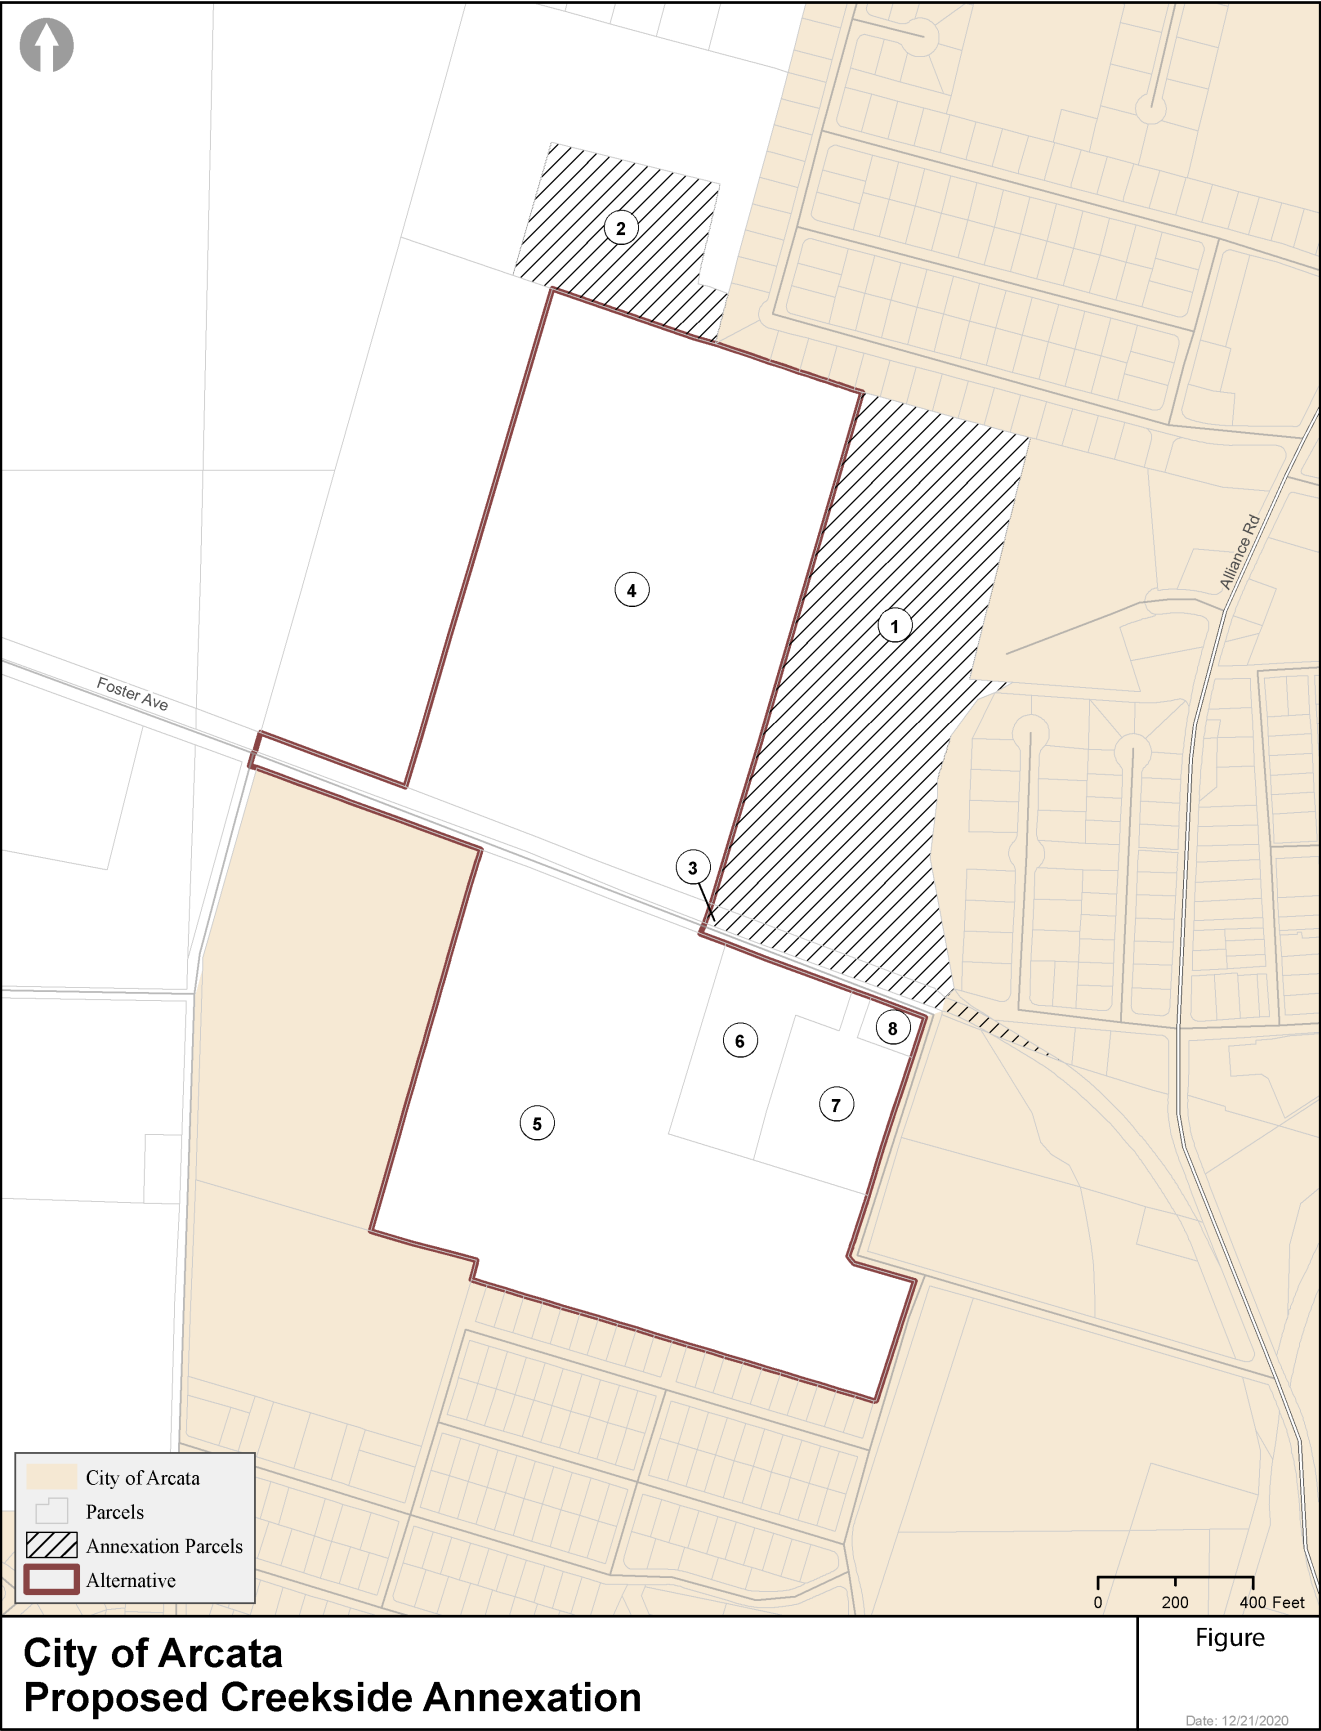 2
4
1
Alliance Rd
Foster Ave
3
8
6
7
5
City of Arcata
Parcels
Annexation Parcels
Alternative
0 200 400 Feet
City of Arcata
Proposed Creekside Annexation
Figure
Date: 12/21/2020